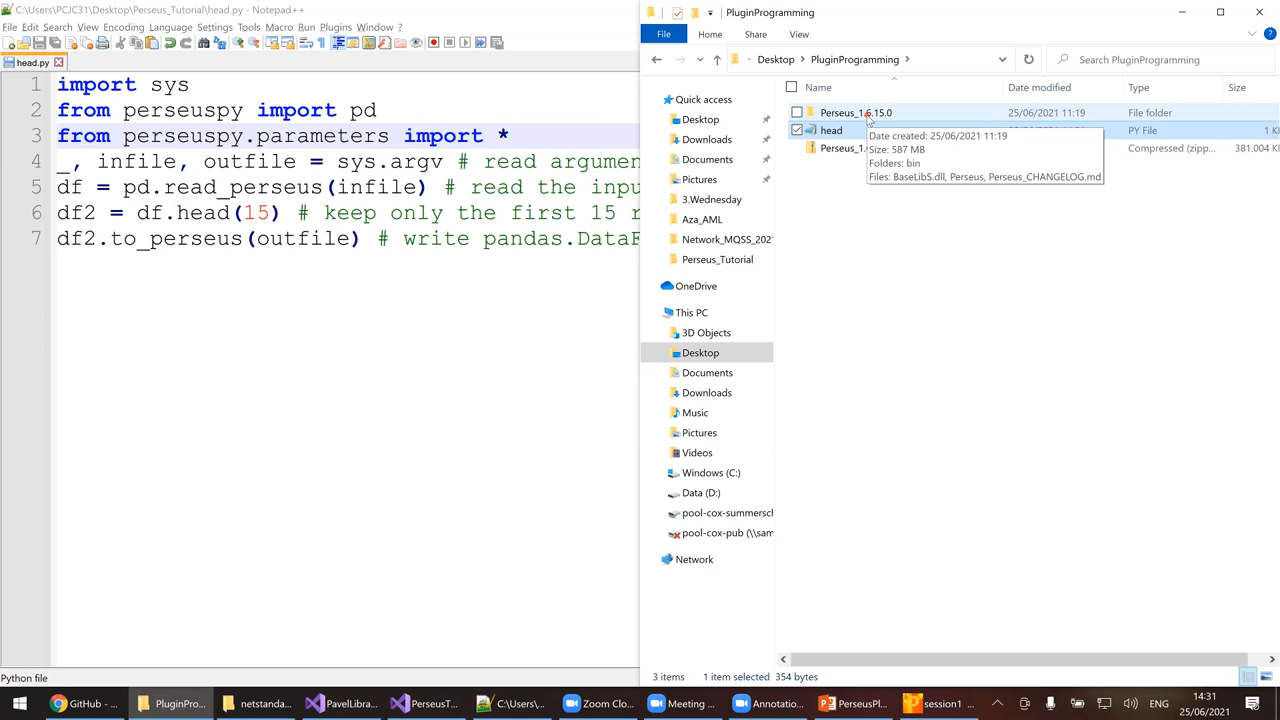 C:\Users\PCJC31\Desktop\Perseus_Tutorial\head.py - Notepad++
File Edit Search View Encoding Language Settings Tools Macro Run Plugins Window ?
head.py
1 import sys
2 from perseuspy import pd
3 from perseuspy.parameters import *
4 _, infile, outfile = sys.argv # read argumen
5 df = pd.read_perseus(infile) # read the inpu
6 df2 = df.head(15) # keep only the first 15 r
7 df2.to_perseus(outfile) # write pandas.DataF
Python file
PluginProgramming
File Home Share View
Desktop PluginProgramming
Search PluginProgramming
Name Date modified Type Size
Perseus_1.6.15.0 25/06/2021 11:19 File folder
head PY File 1 K
Perseus_1. Compressed (zipp... 381.004 K
Date created: 25/06/2021 11:19
Size: 587 MB
Folders: bin
Files: BaseLibS.dll, Perseus, Perseus_CHANGELOG.md
Quick access
Desktop
Downloads
Documents
Pictures
3.Wednesday
Aza_AML
Network_MQSS_202
Perseus_Tutorial
OneDrive
This PC
3D Objects
Desktop
Documents
Downloads
Music
Pictures
Videos
Windows (C:)
Data (D:)
pool-cox-summersch
pool-cox-pub (\\sam
Network
3 items 1 item selected 354 bytes
GitHub - ... PluginPro... netstanda... PavelLibra... PerseusT... C:\Users\... Zoom Clo... Meeting ... Annotatio... PerseusPl... session1 ... ENG 14:31
25/06/2021